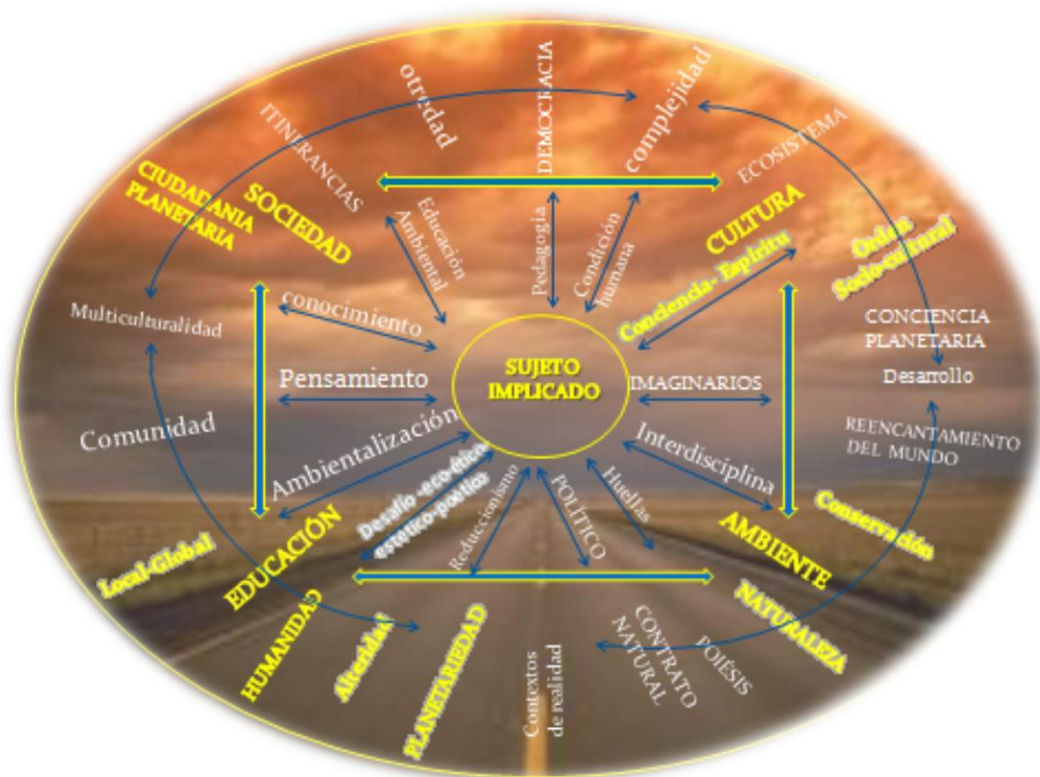 otredad
DEMOCRACIA
complejidad
ITINERANCIAS
ECOSISTEMA
CIUDADANIA
PLANETARIA
SOCIEDAD
Educación
Ambiental
Pedagogía
Condición
humana
CULTURA
Conciencia- Espíritu
Orden
Socio-cultural
Multiculturalidad
conocimiento
CONCIENCIA
PLANETARIA
SUJETO
IMPLICADO
Pensamiento
IMAGINARIOS
Desarrollo
Comunidad
Ambientalización
Interdisciplina
REENCANTAMIENTO
DEL MUNDO
Desafío -eco-ético-
estético-poético
Reduccionismo
POLÍTICO
Huellas
Local-Global
EDUCACIÓN
AMBIENTE
Conservación
HUMANIDAD
Alteridad
PLANETARIEDAD
Contextos
de realidad
CONTRATO
NATURAL
POIÉSIS
NATURALEZA